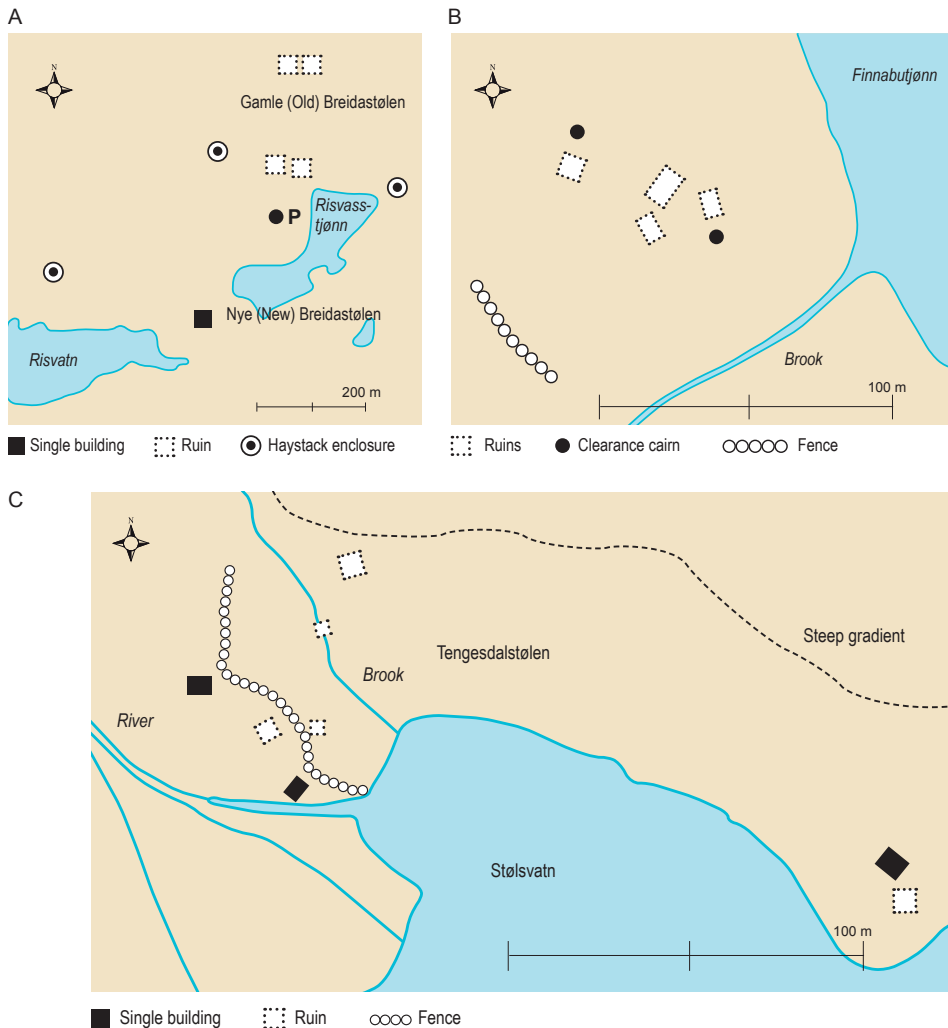 A
N
Gamle (Old) Breidastølen
P
Risvass-
tjønn
Nye (New) Breidastølen
Risvatn
200 m
Single building
Ruin
Haystack enclosure
B
N
Finnabutjønn
Brook
100 m
Ruins
Clearance cairn
Fence
C
N
Steep gradient
Tengesdalstølen
Brook
River
Stølsvatn
100 m
Single building
Ruin
Fence